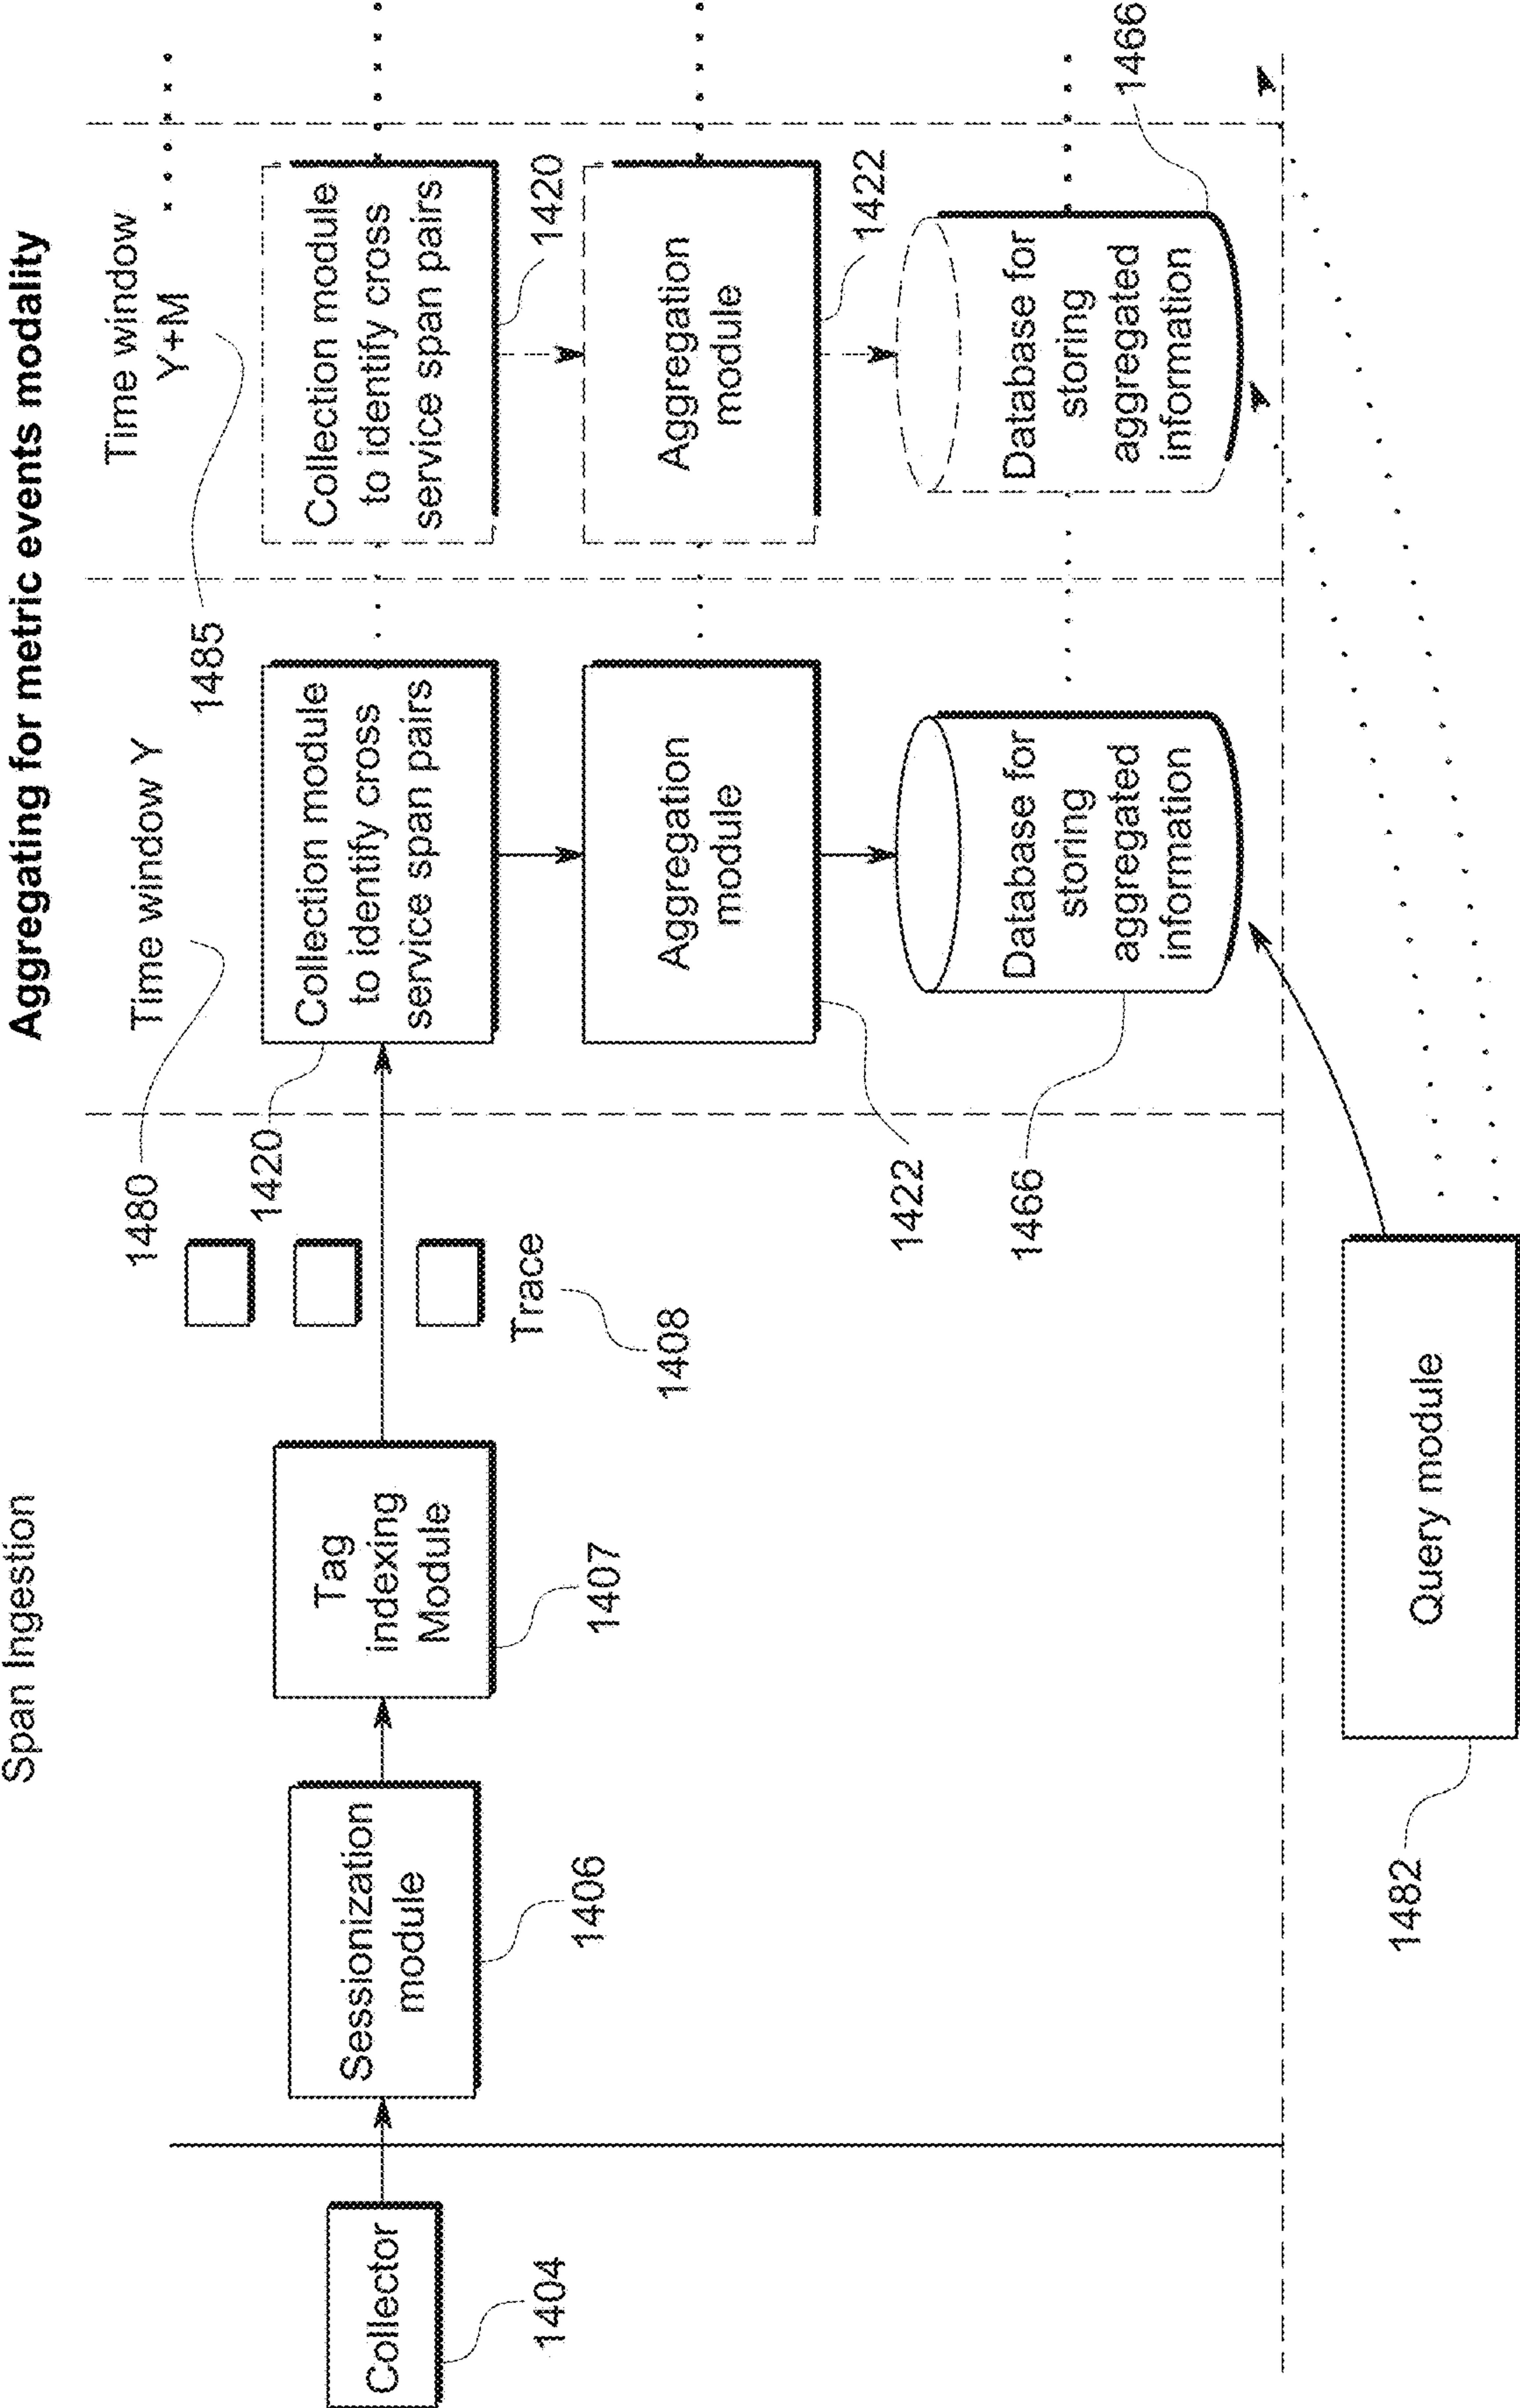 Span Ingestion
Aggregating for metric events modality
Collector
1404
Sessionization
module
1406
Tag
indexing
Module
1407
Trace
1408
1480
Time window Y
1420
Collection module
to identify cross
service span pairs
Aggregation
module
1422
Database for
storing
aggregated
information
1466
1485
Time window
Y+M
Collection module
to identify cross
service span pairs
1420
Aggregation
module
1422
Database for
storing
aggregated
information
1466
Query module
1482